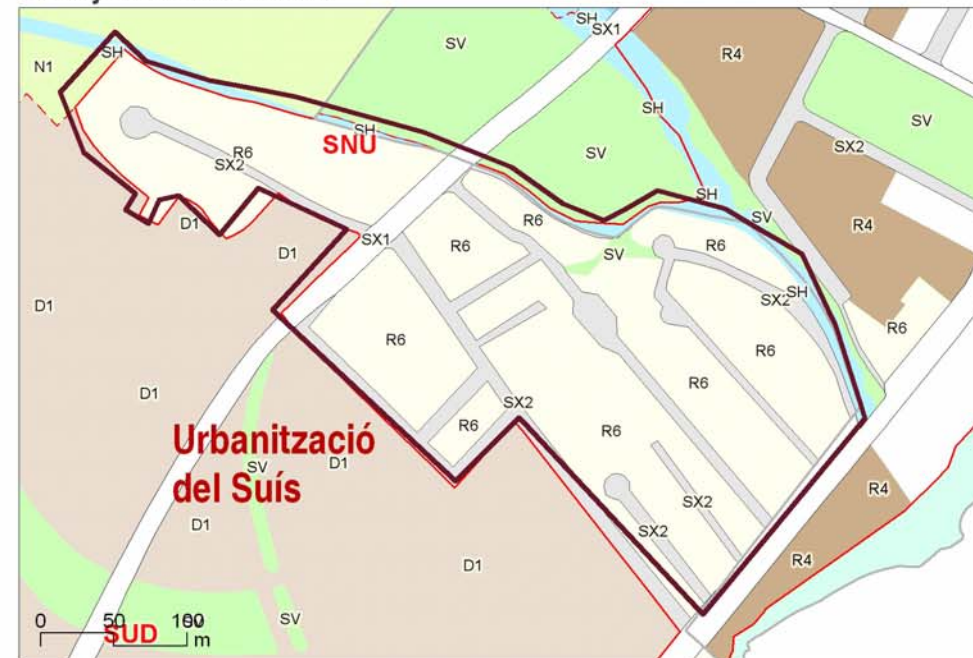 SH
SX1
SV
R4
SH
N1
SH
SV
SH
SNU
SV
SX2
R6
SX2
SH
D1
R6
SV
R4
SX1
D1
R6
R6
SV
SX2
SH
D1
R6
R6
R6
R6
D1
SX2
R6
R6
Urbanització
del Suís
SV
D1
R4
SX2
D1
SX2
D1
R4
SV
SV
0 50 100
m
SUD